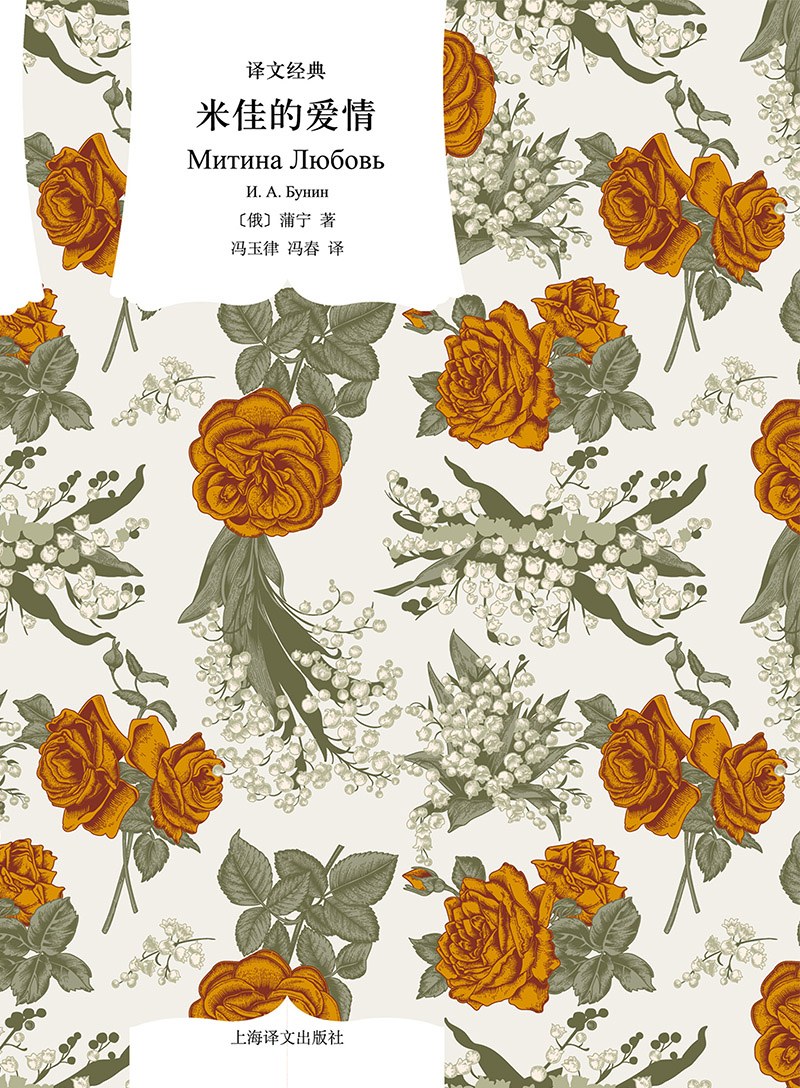 译文经典
米佳的爱情
Митина Любовь
И. А. Бунин
〔俄〕蒲宁 著
冯玉律 冯春 译
上海译文出版社